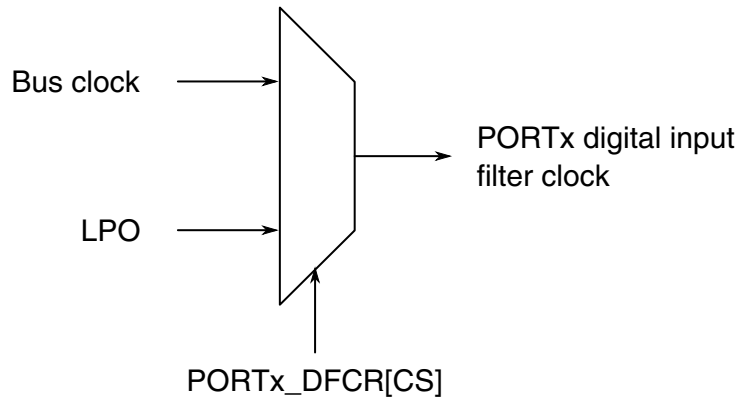 Bus clock
PORTx digital input
filter clock
LPO
PORTx_DFCR[CS]